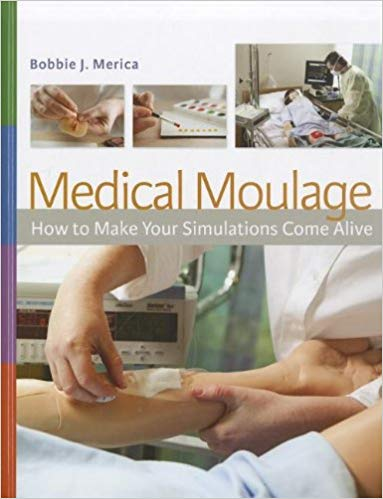 Bobbie J. Merica
Medical Moulage
How to Make Your Simulations Come Alive